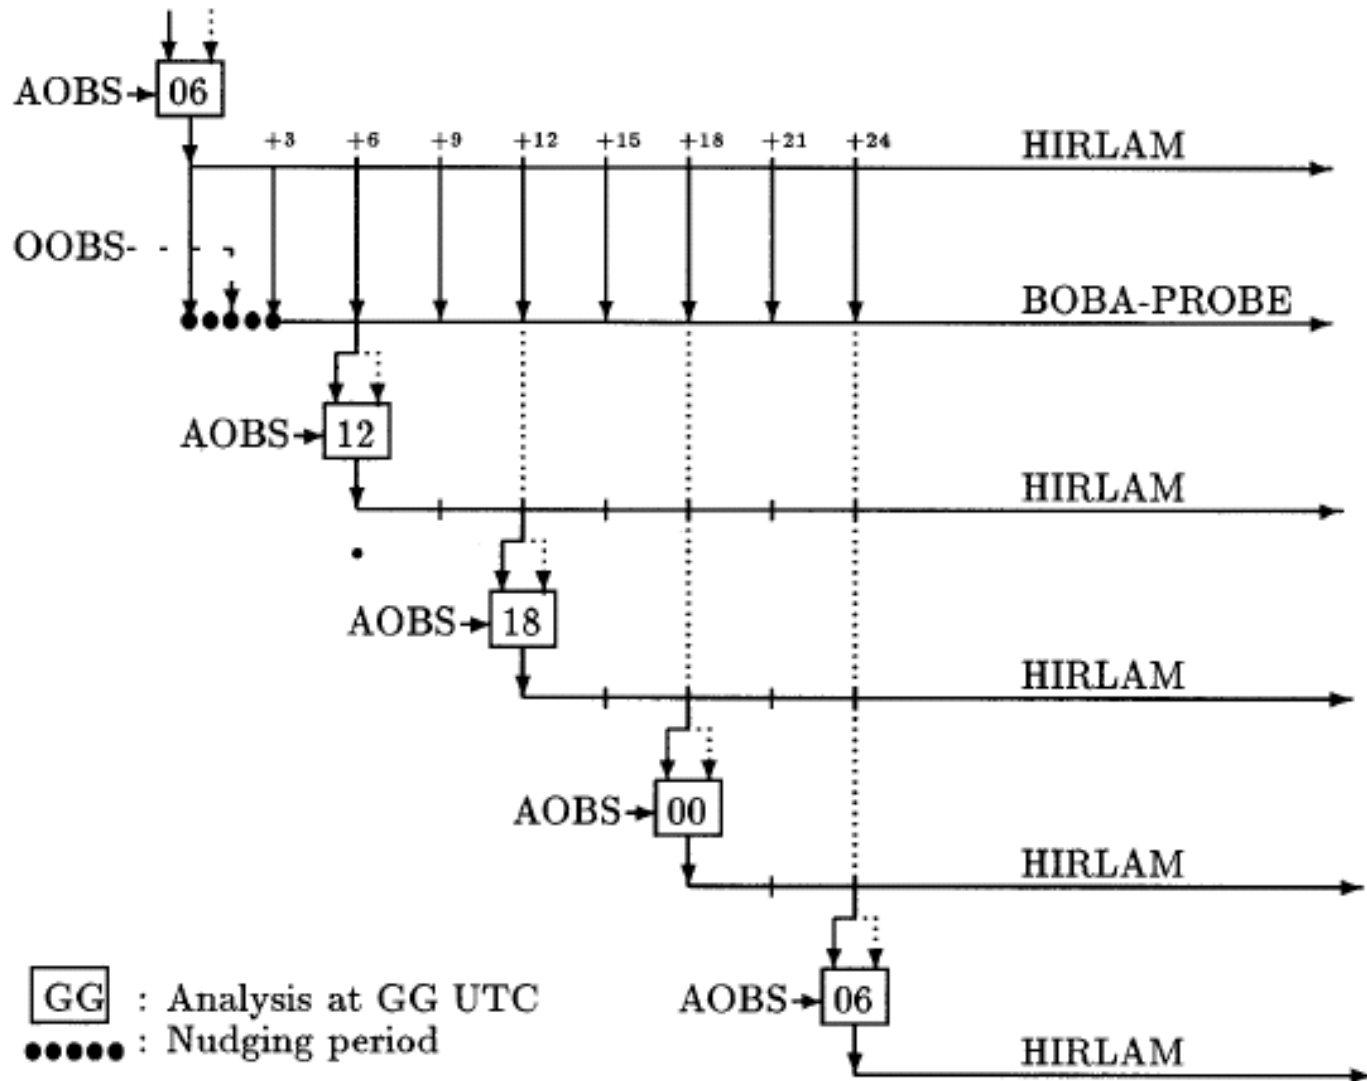 AOBS 06
+3 +6 +9 +12 +15 +18 +21 +24 HIRLAM
OOBS
BOBA-PROBE
AOBS 12
HIRLAM
AOBS 18
HIRLAM
AOBS 00
HIRLAM
AOBS 06
GG : Analysis at GG UTC
: Nudging period
HIRLAM